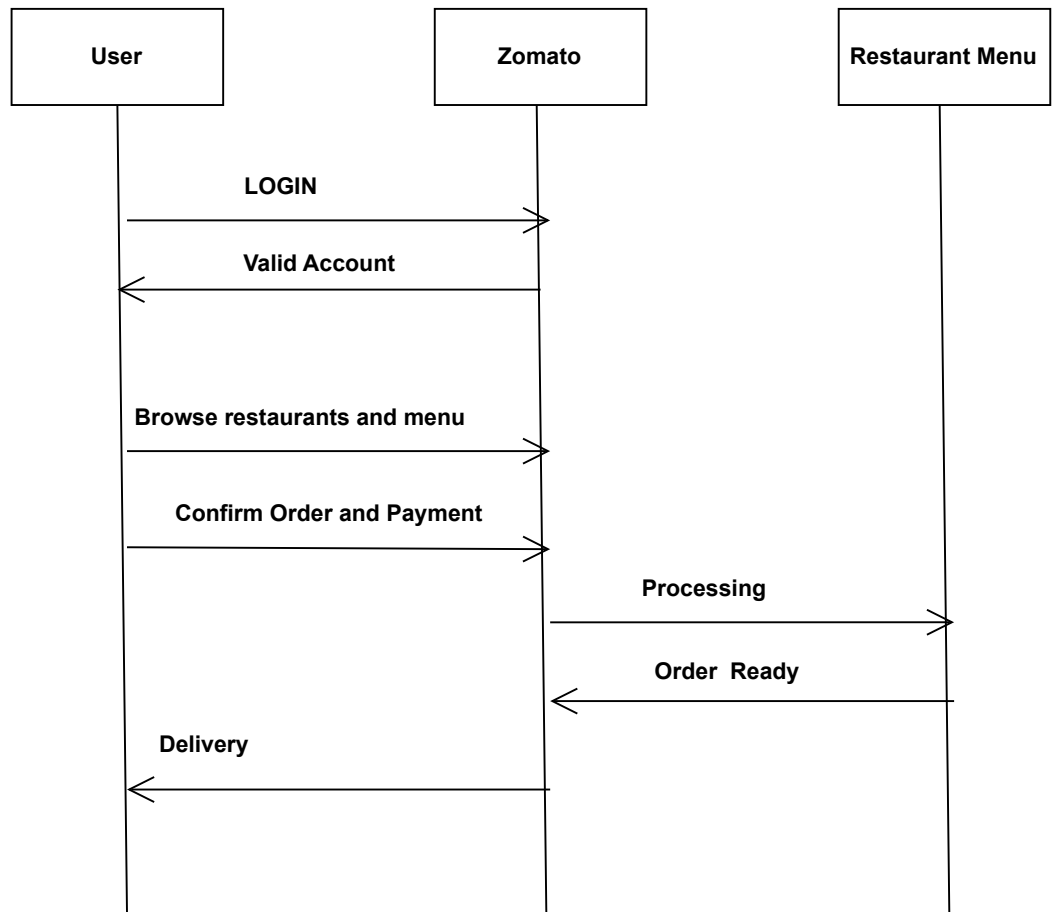 User
Zomato
Restaurant Menu
LOGIN
Valid Account
Browse restaurants and menu
Confirm Order and Payment
Processing
Order  Ready
Delivery